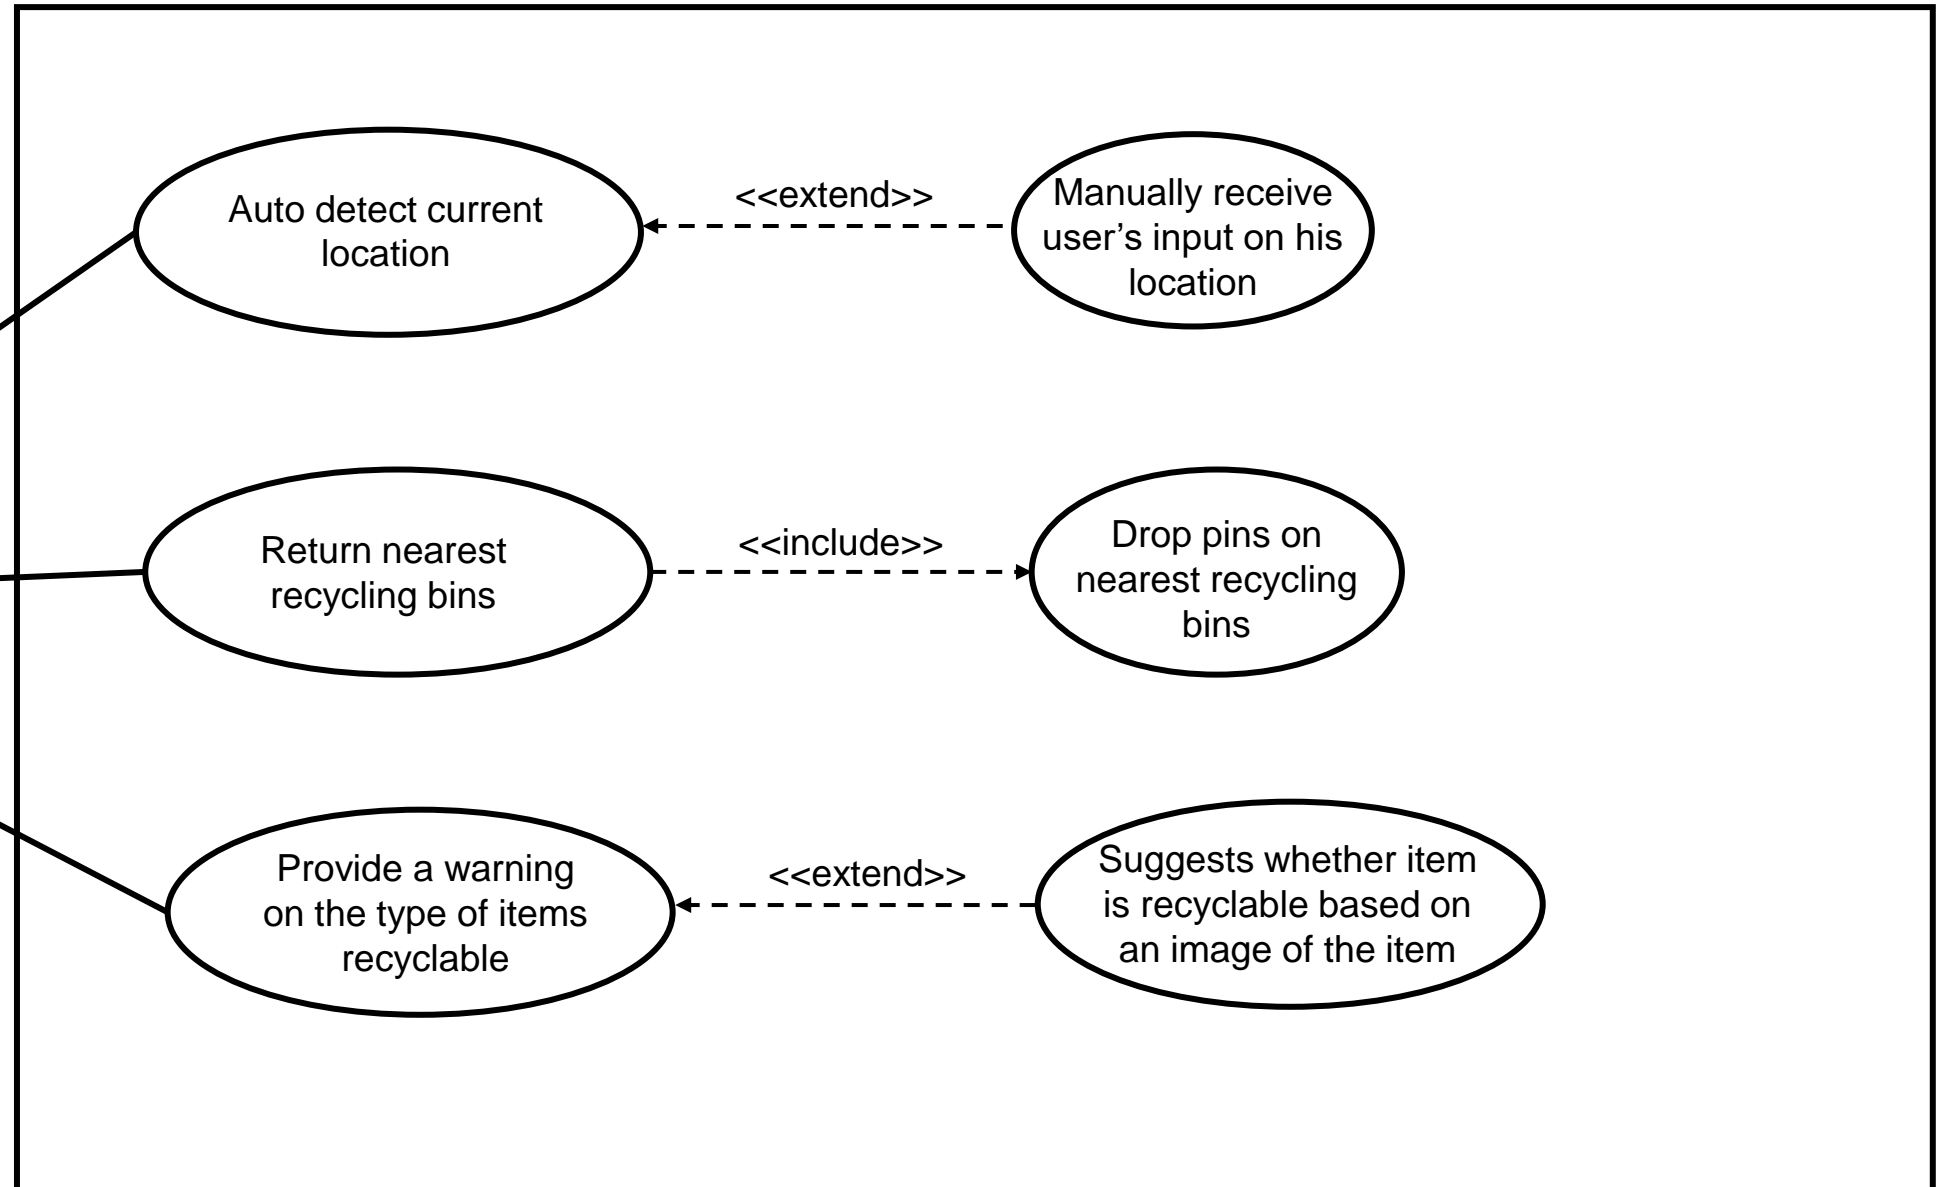 Auto detect current
location
<<extend>>
Manually receive
user’s input on his
location
Return nearest
recycling bins
<<include>>
Drop pins on
nearest recycling
bins
Provide a warning
on the type of items
recyclable
<<extend>>
Suggests whether item
is recyclable based on
an image of the item